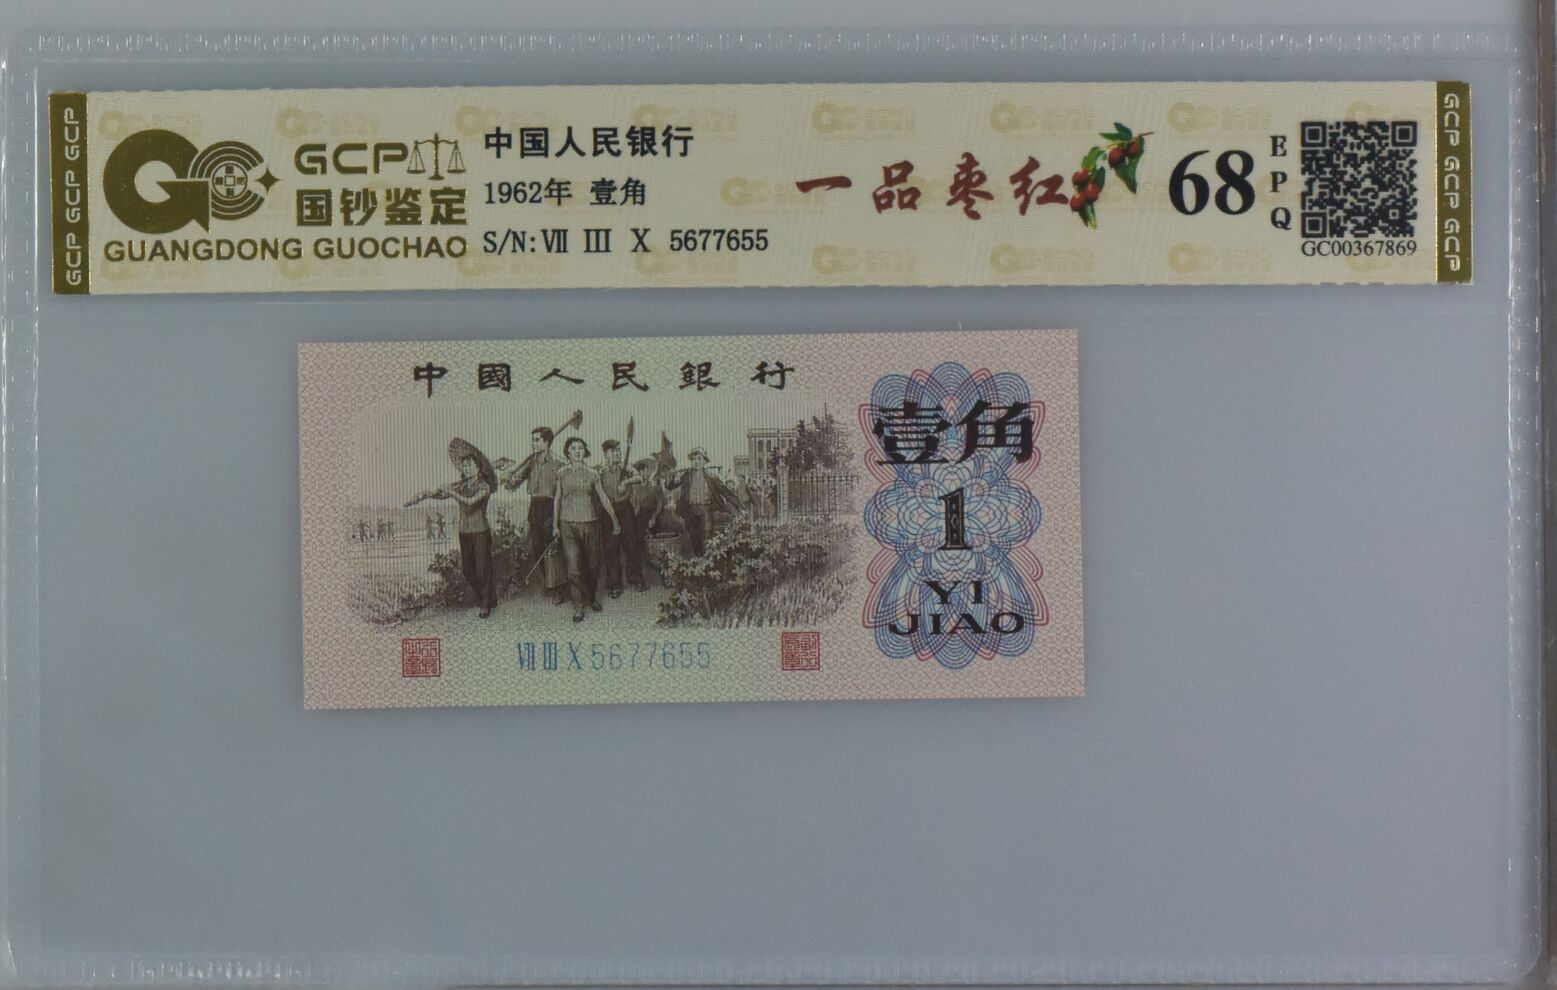 GCP GCP GCP
GCP
国钞鉴定
GUANGDONG GUOCHAO
中国人民银行
1962年 壹角
S/N: Ⅶ Ⅲ Ⅹ 5677655
一品枣红
68
EPQ
GC00367869
GCP GCP GCP
中國人民銀行
壹角
1
YI
JIAO
Ⅶ Ⅲ Ⅹ 5677655